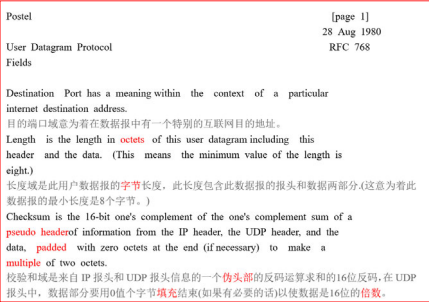 Postel [page 1]
28 Aug 1980
User Datagram Protocol RFC 768
Fields
Destination Port has a meaning within the context of a particular
internet destination address.
目的端口域意为着在数据报中有一个特别的互联网目的地址。
Length is the length in octets of this user datagram including this
header and the data. (This means the minimum value of the length is
eight.)
长度域是此用户数据报的字节长度，此长度包含此数据报的报头和数据两部分.(这意为着此
数据报的最小长度是8个字节。)
Checksum is the 16-bit one's complement of the one's complement sum of a
pseudo headerof information from the IP header, the UDP header, and the
data, padded with zero octets at the end (if necessary) to make a
multiple of two octets.
校验和域是来自 IP 报头和 UDP 报头信息的一个伪头部的反码运算求和的16位反码，在 UDP
报头中，数据部分要用0值个字节填充结束(如果有必要的话)以使数据是16位的倍数。